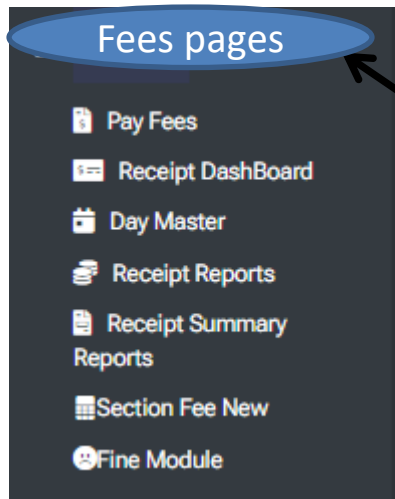 Fees pages
Pay Fees
Receipt DashBoard
Day Master
Receipt Reports
Receipt Summary
Reports
Section Fee New
Fine Module